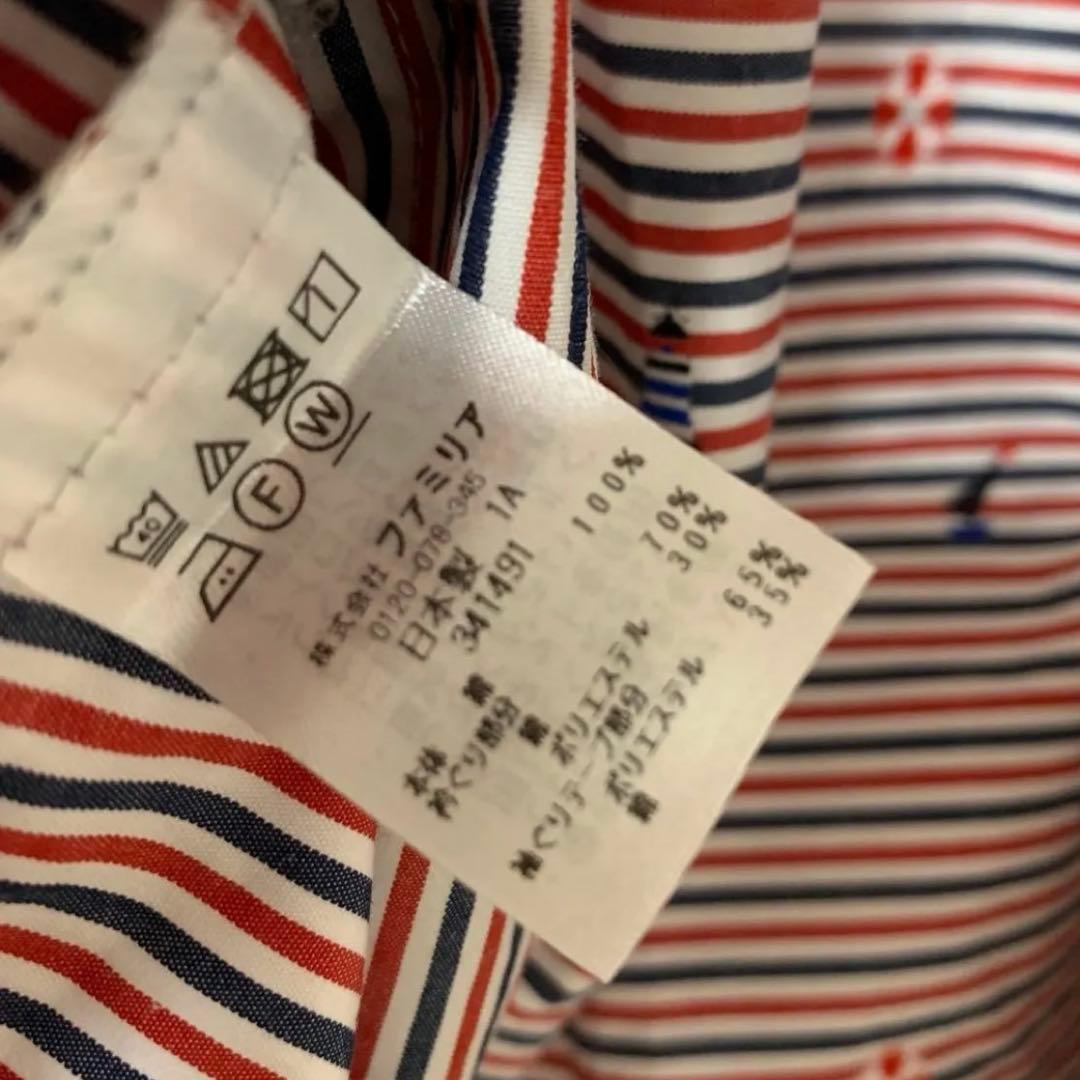 40
W
F
株式会社 ファミリア
0120-078-345
日本製 1A
341491
本体 綿 100%
衿ぐり部分
綿 70%
ポリエステル 30%
袖ぐりテープ部分
ポリエステル 65%
綿 35%